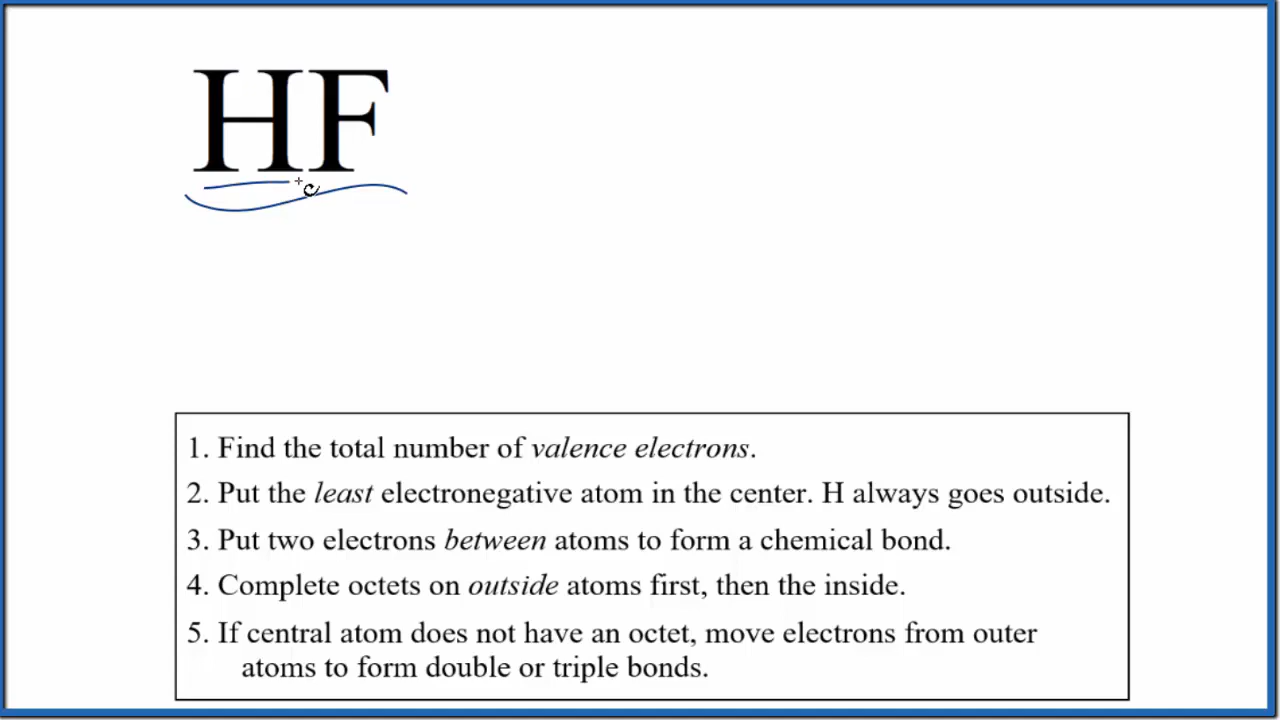 HF
1. Find the total number of valence electrons.
2. Put the least electronegative atom in the center. H always goes outside.
3. Put two electrons between atoms to form a chemical bond.
4. Complete octets on outside atoms first, then the inside.
5. If central atom does not have an octet, move electrons from outer
atoms to form double or triple bonds.